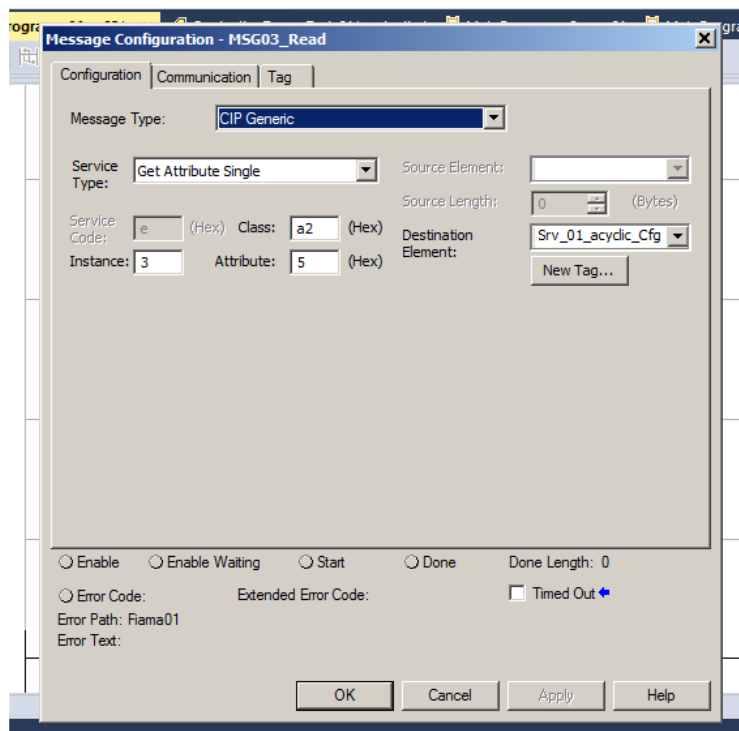 Message Configuration - MSG03_Read
Configuration Communication Tag
Message Type: CIP Generic
Service Type: Get Attribute Single
Source Element:
Source Length: 0 (Bytes)
Service Code: e (Hex) Class: a2 (Hex)
Destination Element: Srv_01_acyclic_Cfg
Instance: 3 Attribute: 5 (Hex)
New Tag...
Enable Enable Waiting Start Done Done Length: 0
Error Code: Extended Error Code: Timed Out
Error Path: Fiama01
Error Text:
OK Cancel Apply Help